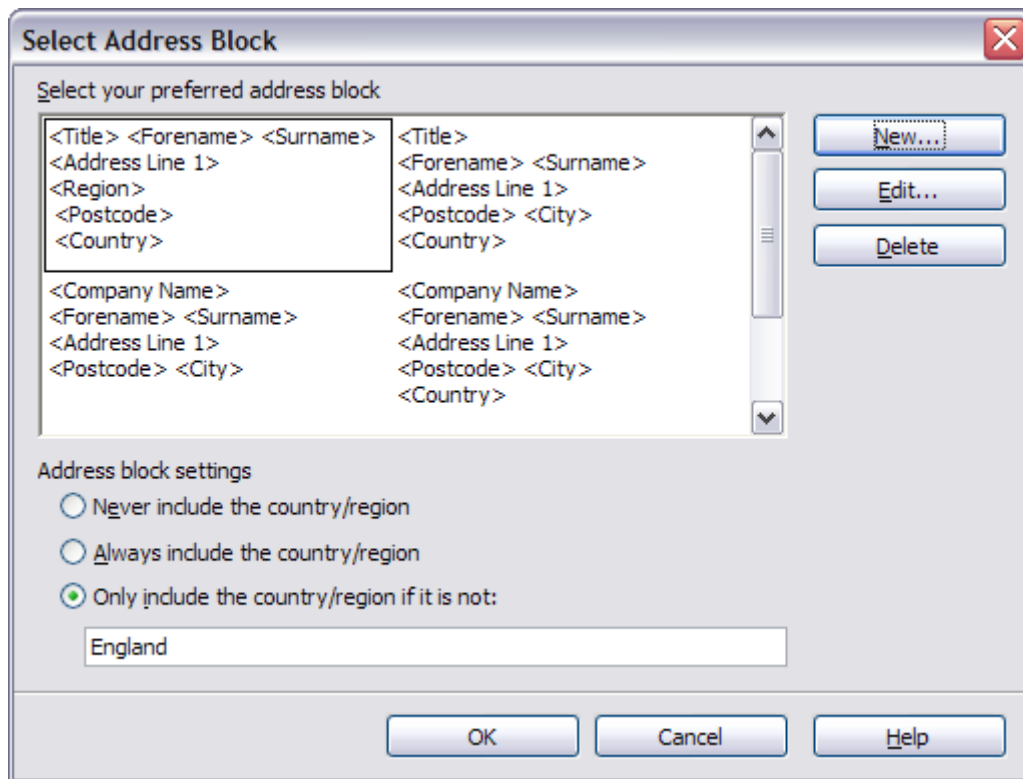 Select Address Block
Select your preferred address block
<Title> <Forename> <Surname>
<Address Line 1>
<Region>
<Postcode>
<Country>
<Title>
<Forename> <Surname>
<Address Line 1>
<Postcode> <City>
<Country>
<Company Name>
<Forename> <Surname>
<Address Line 1>
<Postcode> <City>
<Company Name>
<Forename> <Surname>
<Address Line 1>
<Postcode> <City>
<Country>
New...
Edit...
Delete
Address block settings
Never include the country/region
Always include the country/region
Only include the country/region if it is not:
England
OK
Cancel
Help